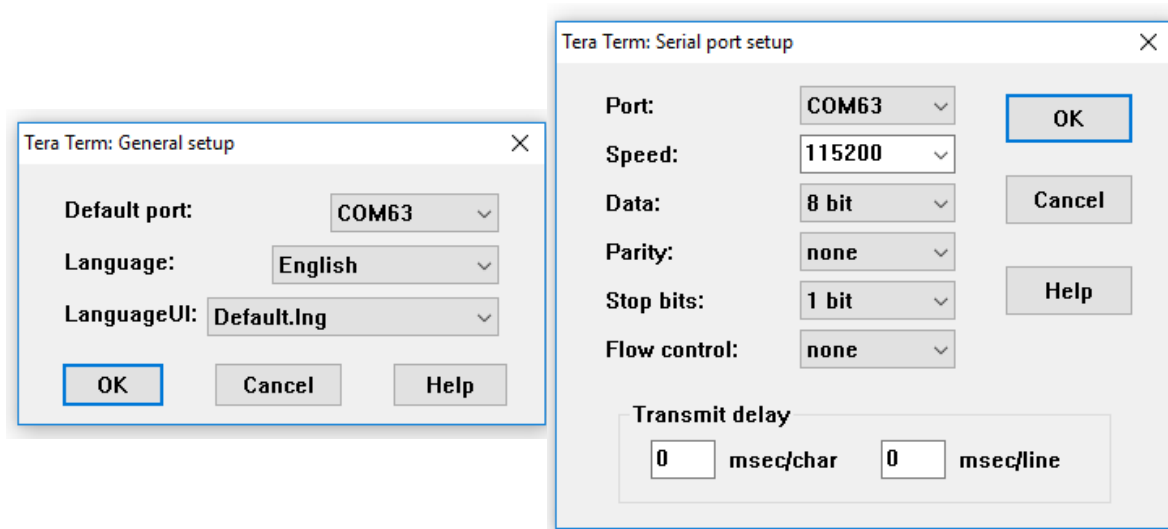 Tera Term: General setup
Default port: COM63
Language: English
LanguageUI: Default.lng
OK Cancel Help
Tera Term: Serial port setup
Port: COM63 OK
Speed: 115200
Data: 8 bit Cancel
Parity: none
Stop bits: 1 bit Help
Flow control: none
Transmit delay
0 msec/char 0 msec/line